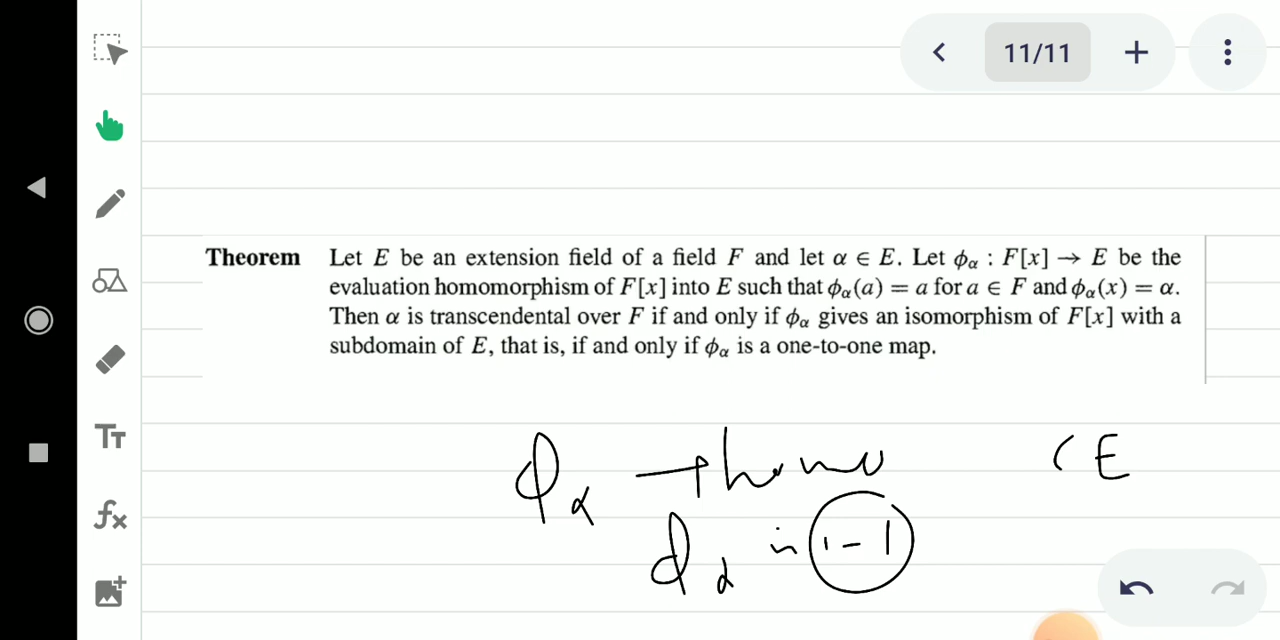 11/11
Theorem Let E be an extension field of a field F and let α ∈ E. Let ϕα : F[x] → E be the
evaluation homomorphism of F[x] into E such that ϕα(a) = a for a ∈ F and ϕα(x) = α.
Then α is transcendental over F if and only if ϕα gives an isomorphism of F[x] with a
subdomain of E, that is, if and only if ϕα is a one-to-one map.
ϕα → homo ( E
ϕα is 1-1
Tт
fx